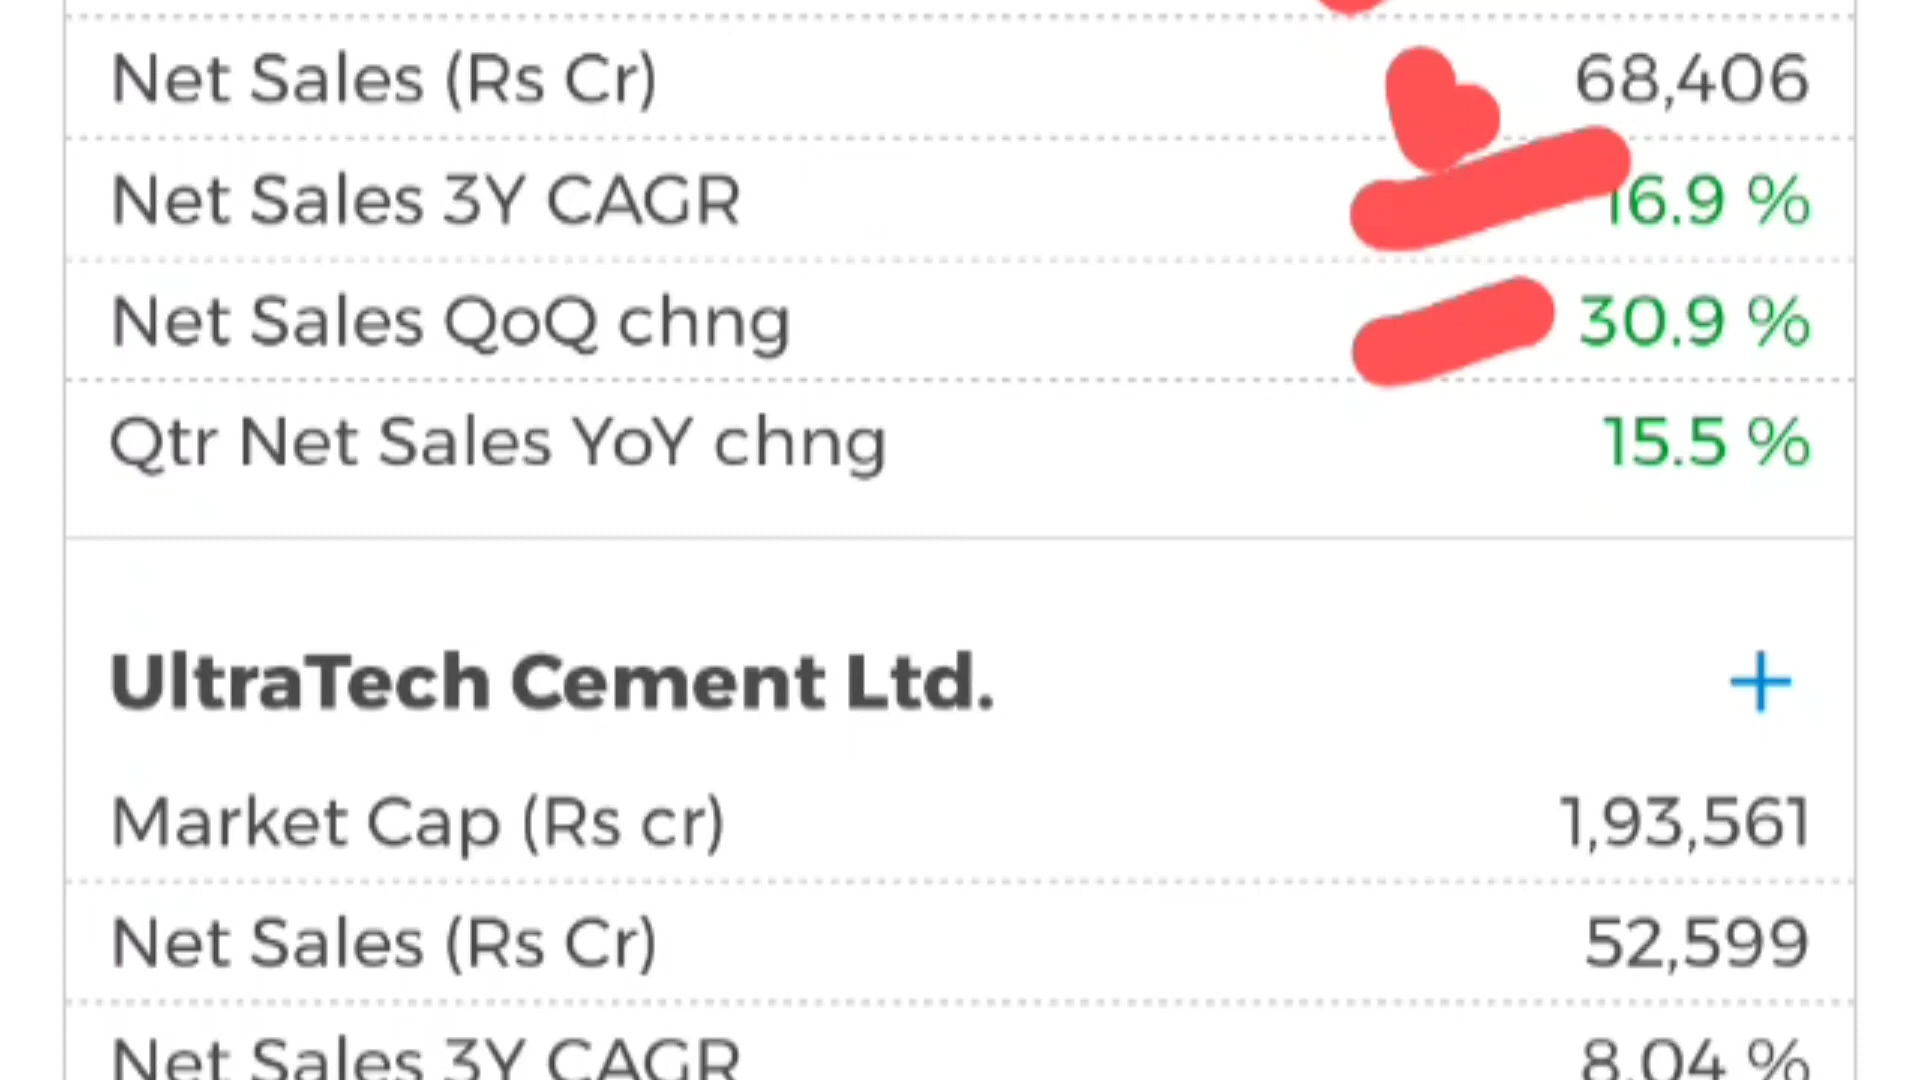 Net Sales (Rs Cr) 68,406
Net Sales 3Y CAGR 16.9 %
Net Sales QoQ chng 30.9 %
Qtr Net Sales YoY chng 15.5 %
UltraTech Cement Ltd. +
Market Cap (Rs cr) 1,93,561
Net Sales (Rs Cr) 52,599
Net Sales 3Y CAGR 8.04 %